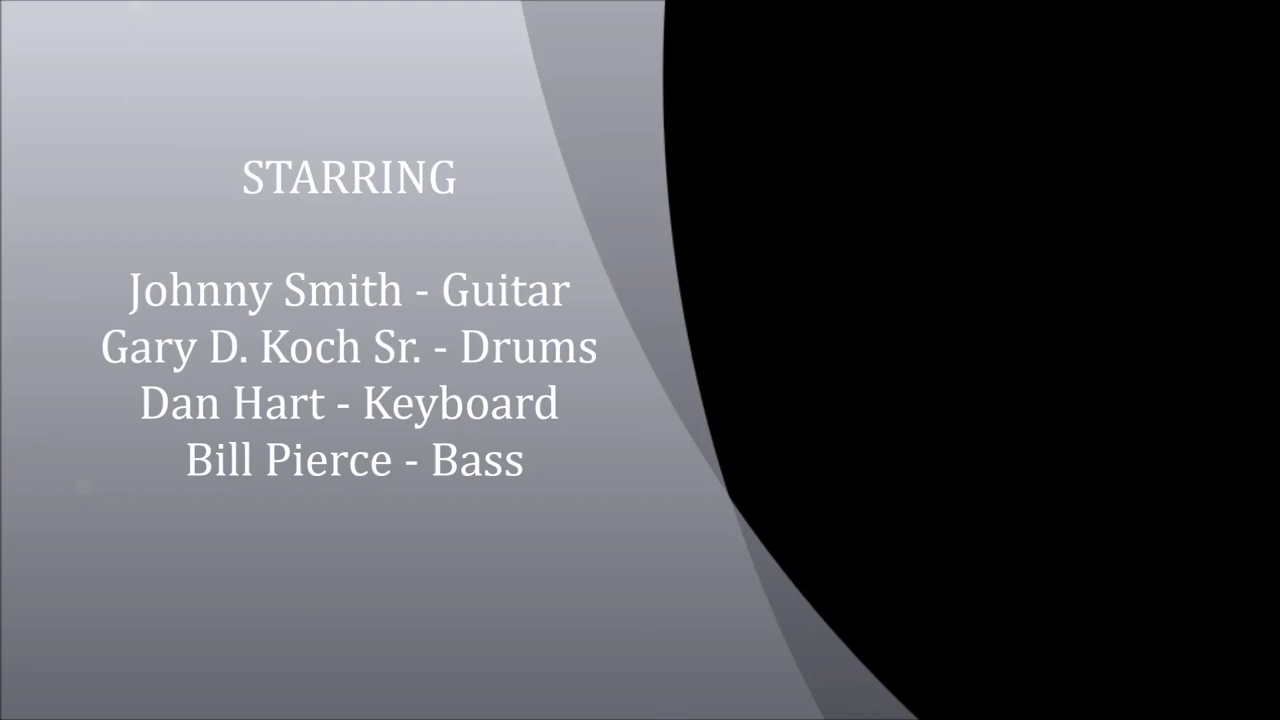 STARRING
Johnny Smith - Guitar
Gary D. Koch Sr. - Drums
Dan Hart - Keyboard
Bill Pierce - Bass